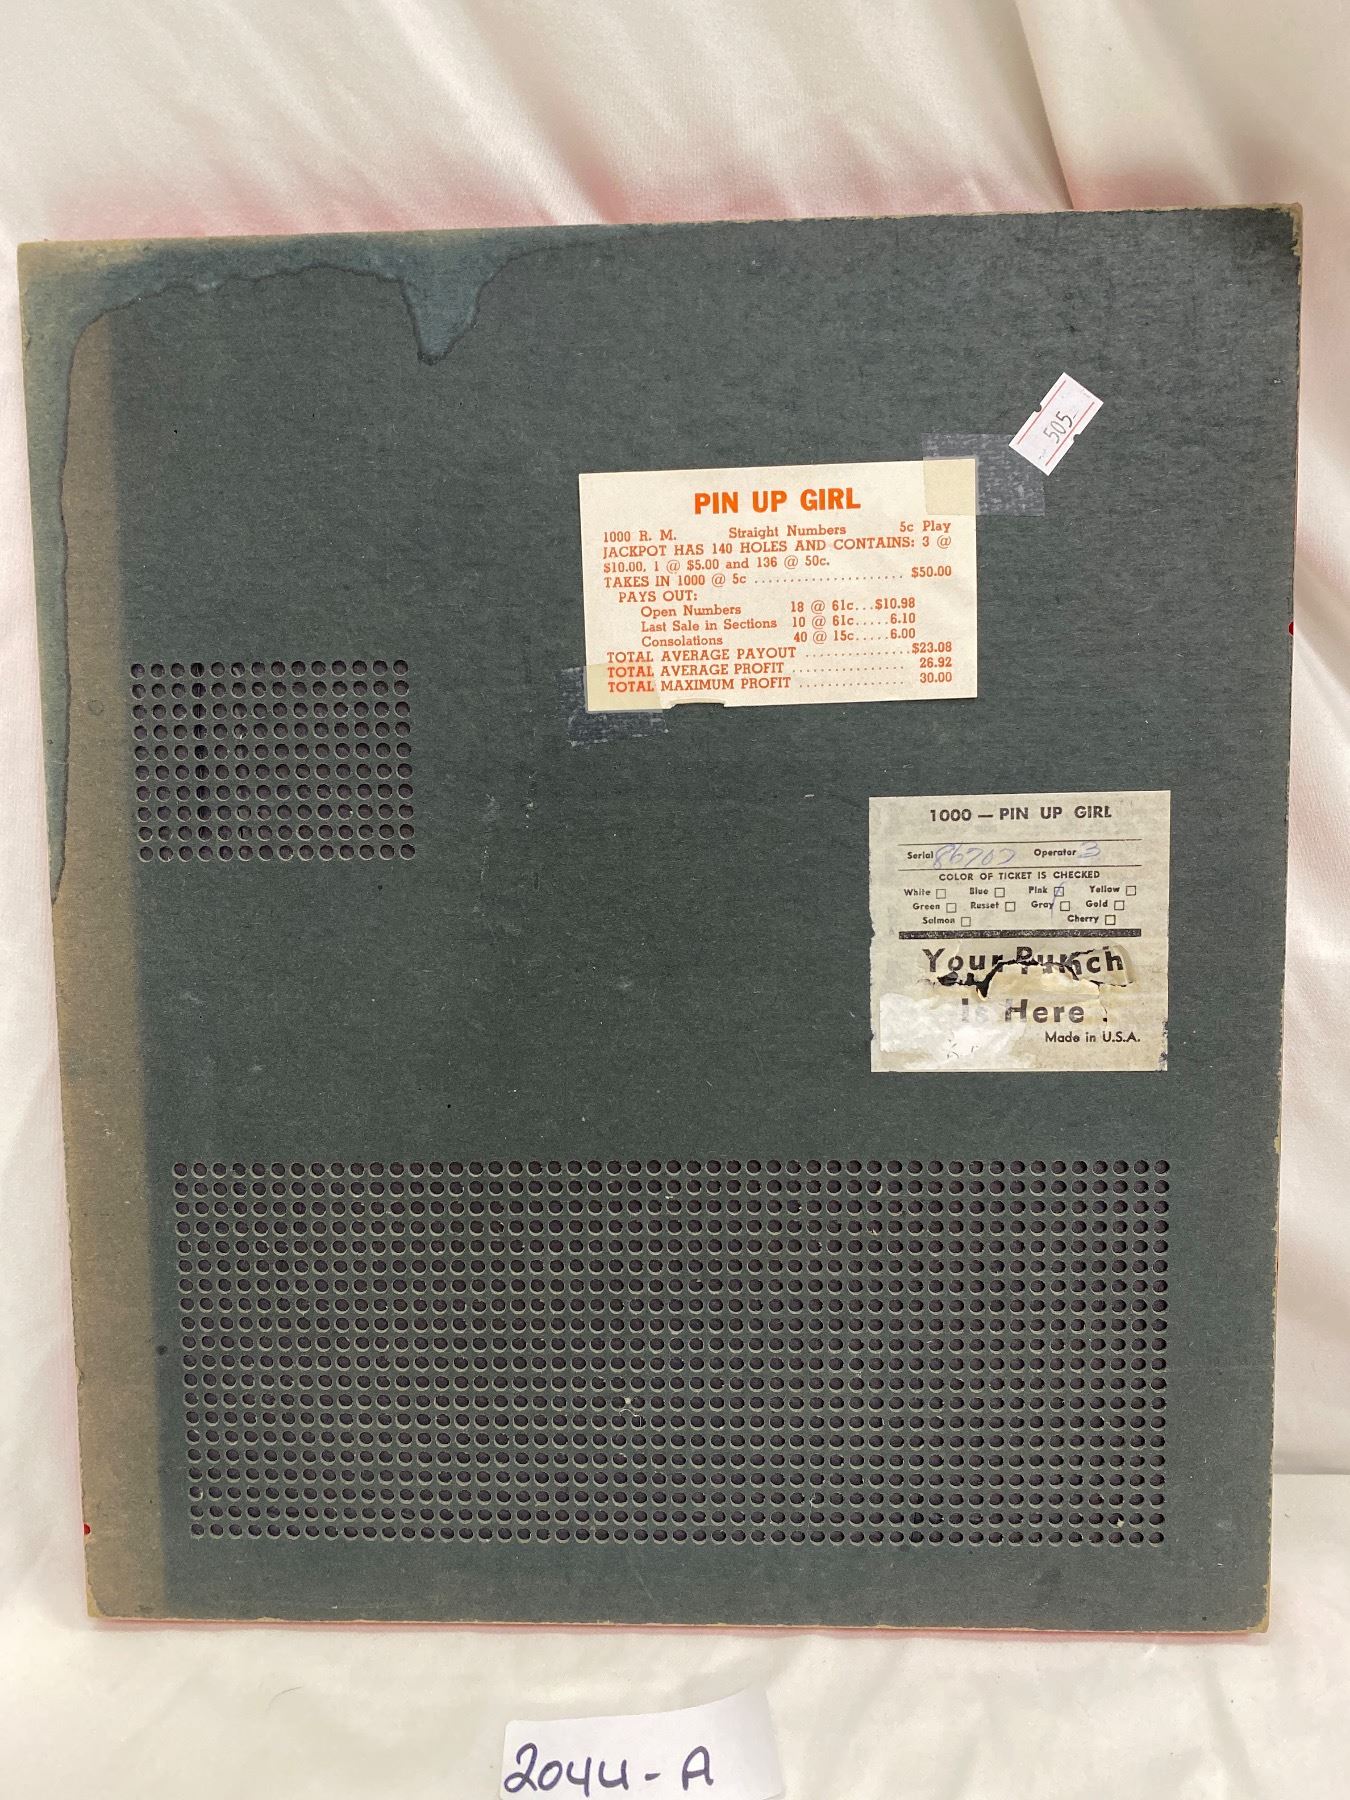 505
PIN UP GIRL
1000 R. M. Straight Numbers 5c Play
JACKPOT HAS 140 HOLES AND CONTAINS: 3 @
$10.00, 1 @ $5.00 and 136 @ 50c.
TAKES IN 1000 @ 5c ...................... $50.00
PAYS OUT:
Open Numbers 18 @ 61c...$10.98
Last Sale in Sections 10 @ 61c.....6.10
Consolations 40 @ 15c.....6.00
TOTAL AVERAGE PAYOUT ...............$23.08
TOTAL AVERAGE PROFIT ................ 26.92
TOTAL MAXIMUM PROFIT ............... 30.00
1000 — PIN UP GIRL
Serial 86707 Operator 3
COLOR OF TICKET IS CHECKED
White Blue Pink Yellow
Green Russet Gray Gold
Salmon Cherry
Your Punch
is Here .
Made in U.S.A.
2044-A